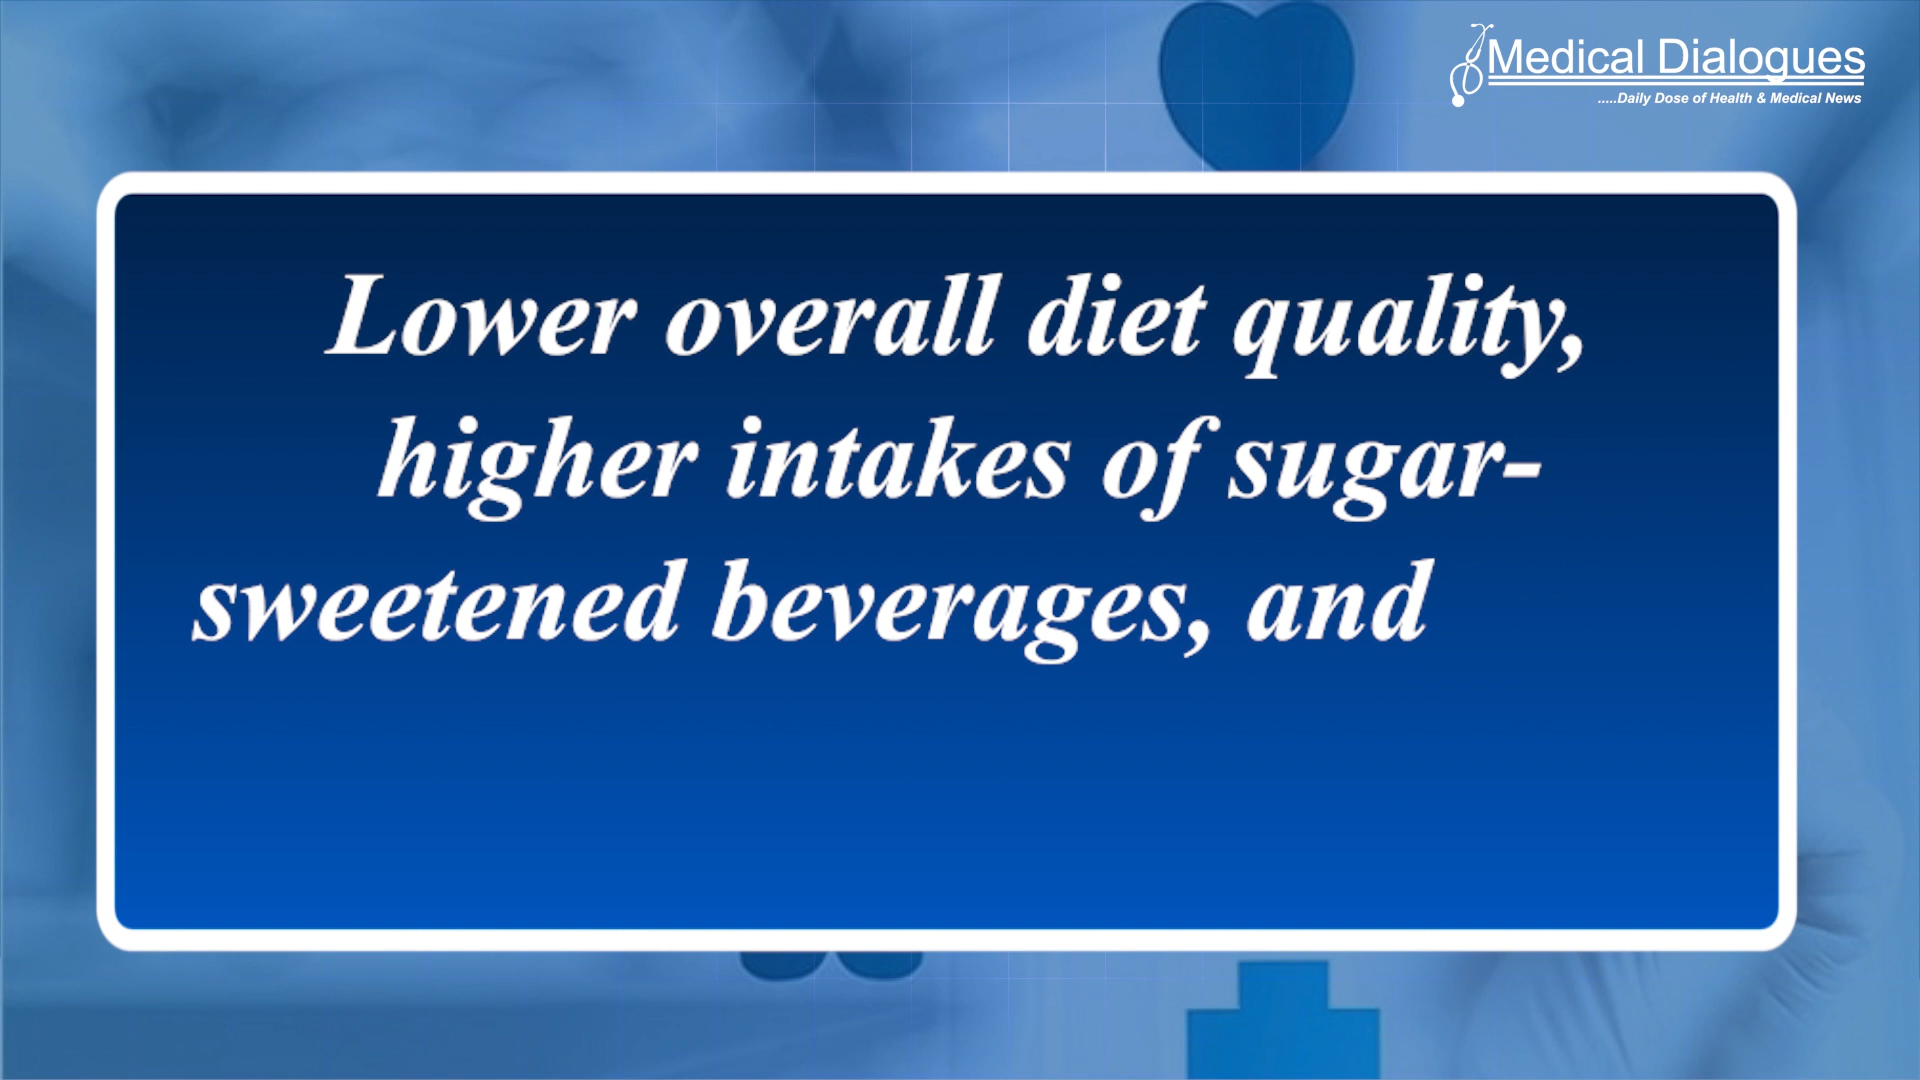 Medical Dialogues
.....Daily Dose of Health & Medical News
Lower overall diet quality,
higher intakes of sugar-
sweetened beverages, and